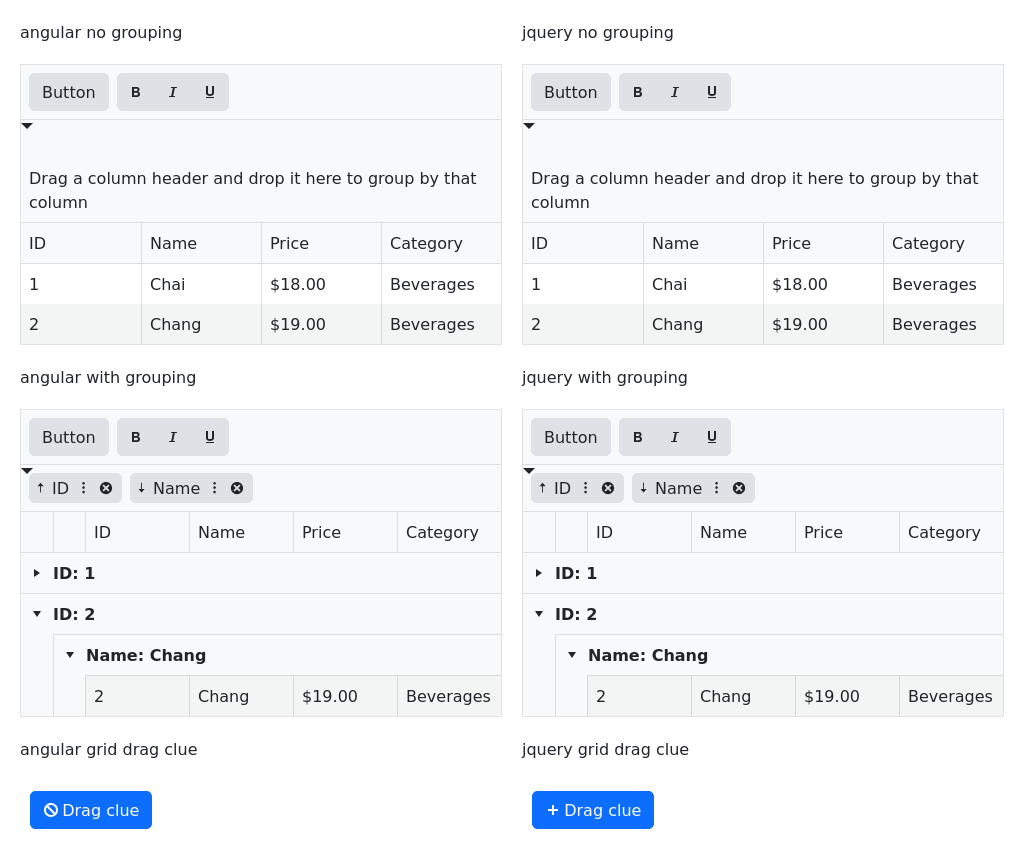 angular no grouping
Button B I U
Drag a column header and drop it here to group by that
column
ID Name Price Category
1 Chai $18.00 Beverages
2 Chang $19.00 Beverages
jquery no grouping
Button B I U
Drag a column header and drop it here to group by that
column
ID Name Price Category
1 Chai $18.00 Beverages
2 Chang $19.00 Beverages
angular with grouping
Button B I U
↑ ID ↓ Name
ID Name Price Category
ID: 1
ID: 2
Name: Chang
2 Chang $19.00 Beverages
jquery with grouping
Button B I U
↑ ID ↓ Name
ID Name Price Category
ID: 1
ID: 2
Name: Chang
2 Chang $19.00 Beverages
angular grid drag clue
Drag clue
jquery grid drag clue
+ Drag clue